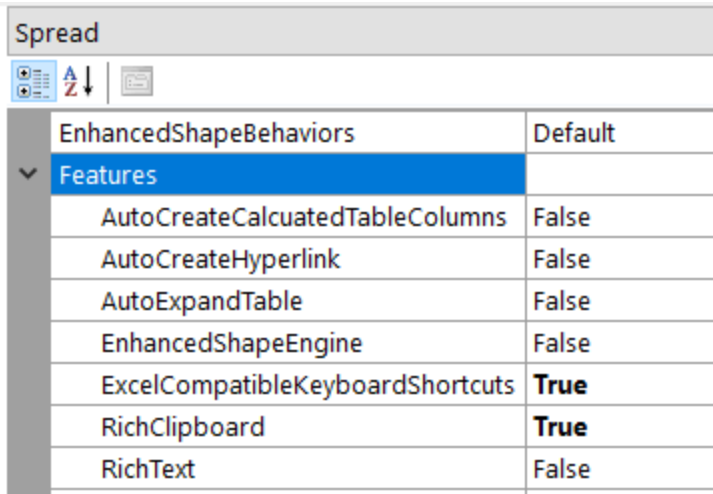 Spread
A Z
EnhancedShapeBehaviors Default
Features
AutoCreateCalcuatedTableColumns False
AutoCreateHyperlink False
AutoExpandTable False
EnhancedShapeEngine False
ExcelCompatibleKeyboardShortcuts True
RichClipboard True
RichText False